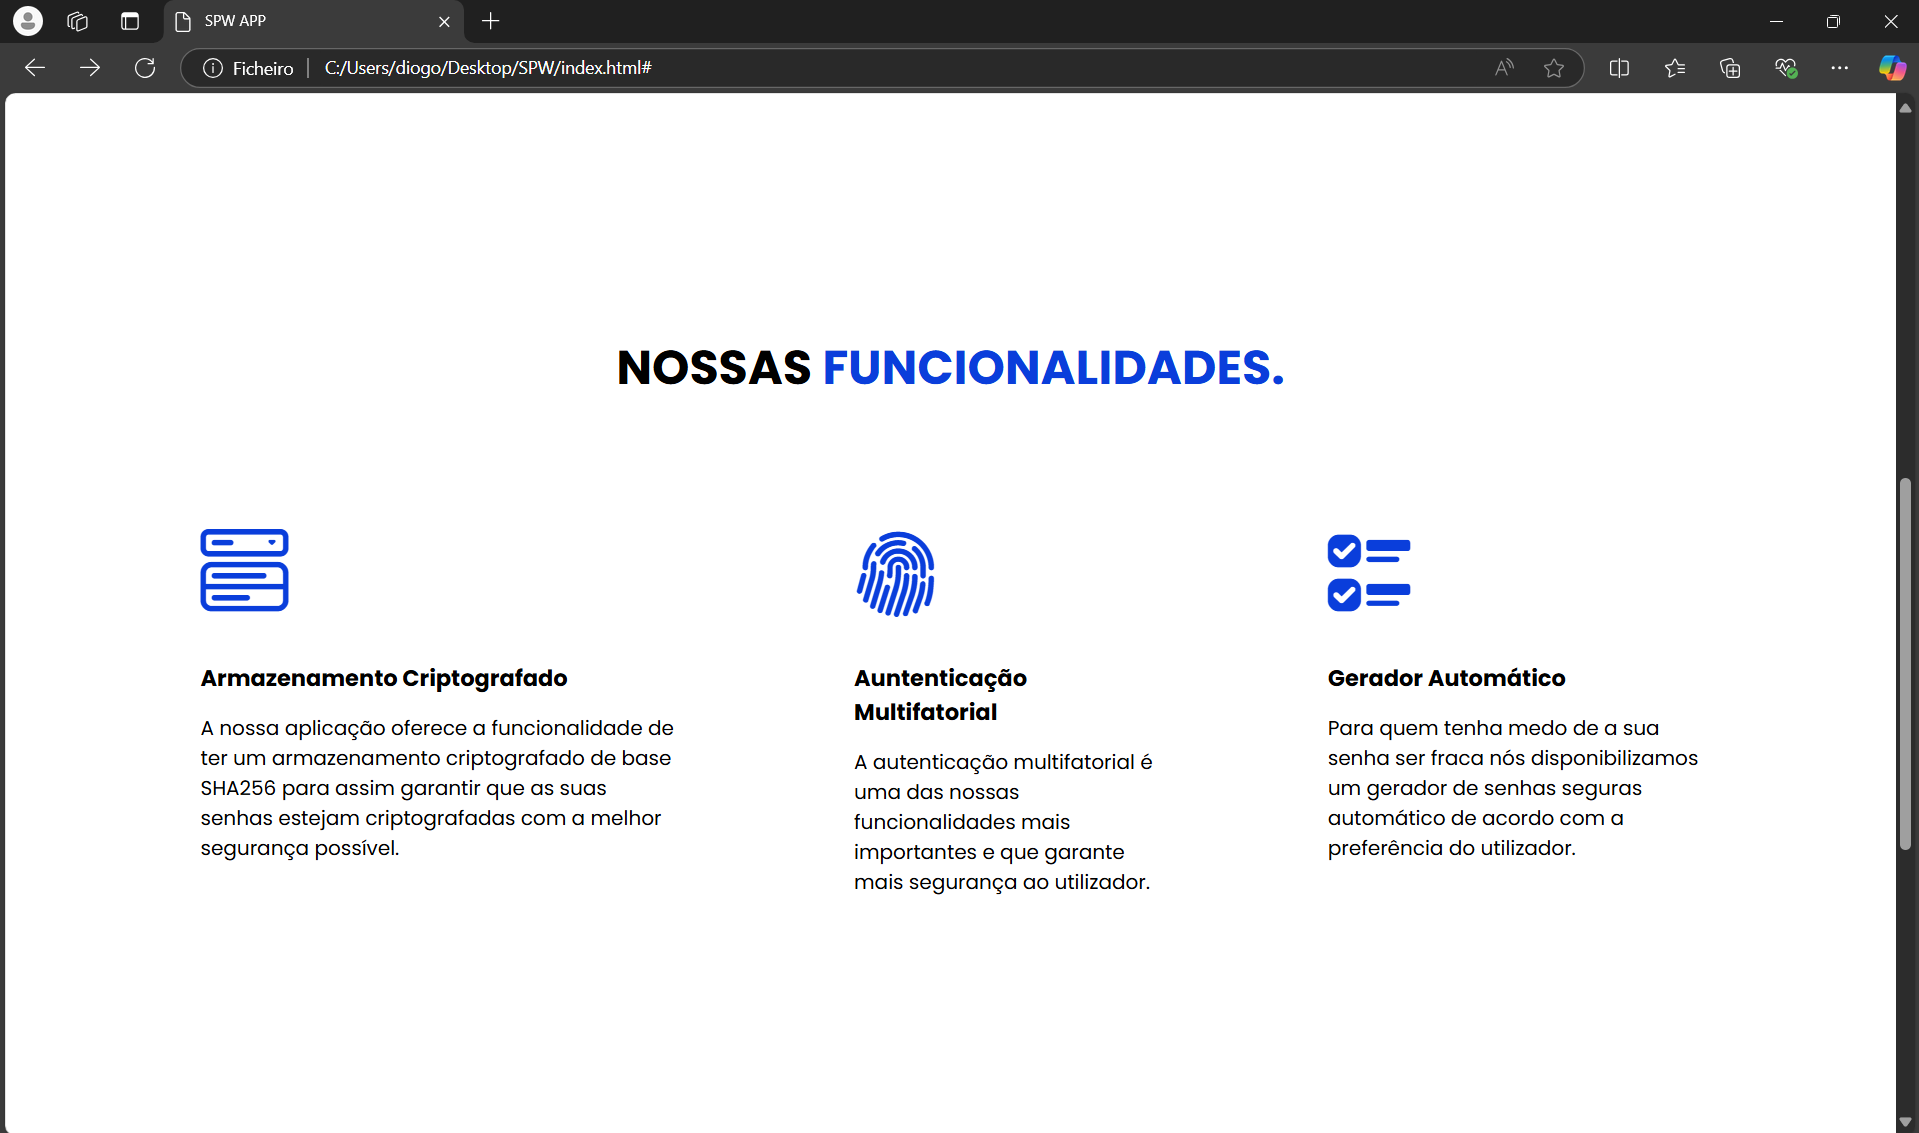 SPW APP
Ficheiro
C:/Users/diogo/Desktop/SPW/index.html#
NOSSAS FUNCIONALIDADES.
Armazenamento Criptografado
A nossa aplicação oferece a funcionalidade de
ter um armazenamento criptografado de base
SHA256 para assim garantir que as suas
senhas estejam criptografadas com a melhor
segurança possível.
Auntenticação
Multifatorial
A autenticação multifatorial é
uma das nossas
funcionalidades mais
importantes e que garante
mais segurança ao utilizador.
Gerador Automático
Para quem tenha medo de a sua
senha ser fraca nós disponibilizamos
um gerador de senhas seguras
automático de acordo com a
preferência do utilizador.